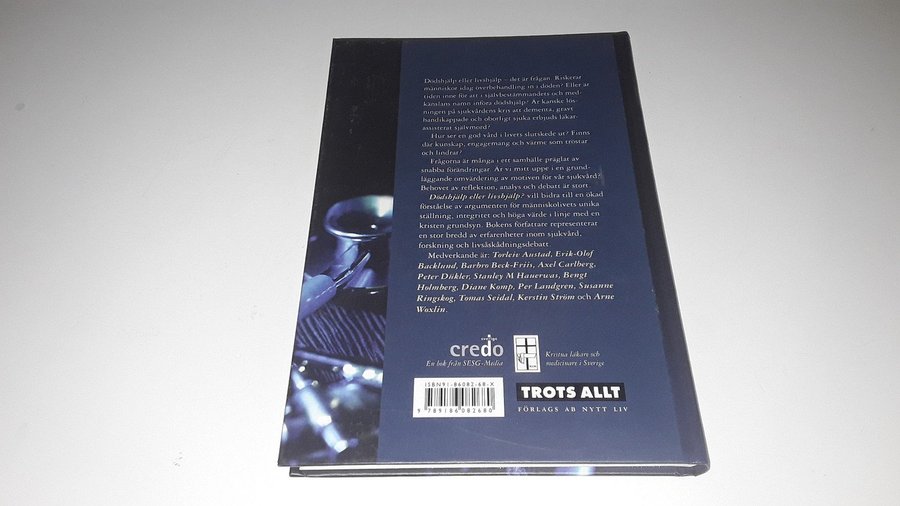 Dödshjälp eller livshjälp – det är frågan. Riskerar
människor idag överbehandling in i döden? Eller är
tiden inne för att i självbestämmandets och med-
känslans namn införa dödshjälp? Är kanske lös-
ningen på sjukvårdens kris att dementa, gravt
handikappade och obotligt sjuka erbjuds läkar-
assisterat självmord?
Hur ser en god vård i livets slutskede ut? Finns
där kunskap, engagemang och värme som tröstar
och lindrar?
Frågorna är många i ett samhälle präglat av
snabba förändringar. Är vi mitt uppe i en grund-
läggande omvärdering av motiven för vår sjukvård?
Behovet av reflektion, analys och debatt är stort.
Dödshjälp eller livshjälp? vill bidra till en ökad
förståelse av argumenten för människolivets unika
ställning, integritet och höga värde i linje med en
kristen grundsyn. Bokens författare representerar
en stor bredd av erfarenheter inom sjukvård,
forskning och livsåskådningsdebatt.
Medverkande är: Torleiv Austad, Erik-Olof
Backlund, Barbro Beck-Friis, Axel Carlberg,
Peter Dükler, Stanley M Hauerwas, Bengt
Holmberg, Diane Komp, Per Landgren, Susanne
Ringskog, Tomas Seidal, Kerstin Ström och Arne
Woxlin.
sverige
credo
En bok från SESG-Media
Kristna läkare och
medicinare i Sverige
ISBN 91-86082-68-X
9 789186 082680
TROTS ALLT
FÖRLAGS AB NYTT LIV